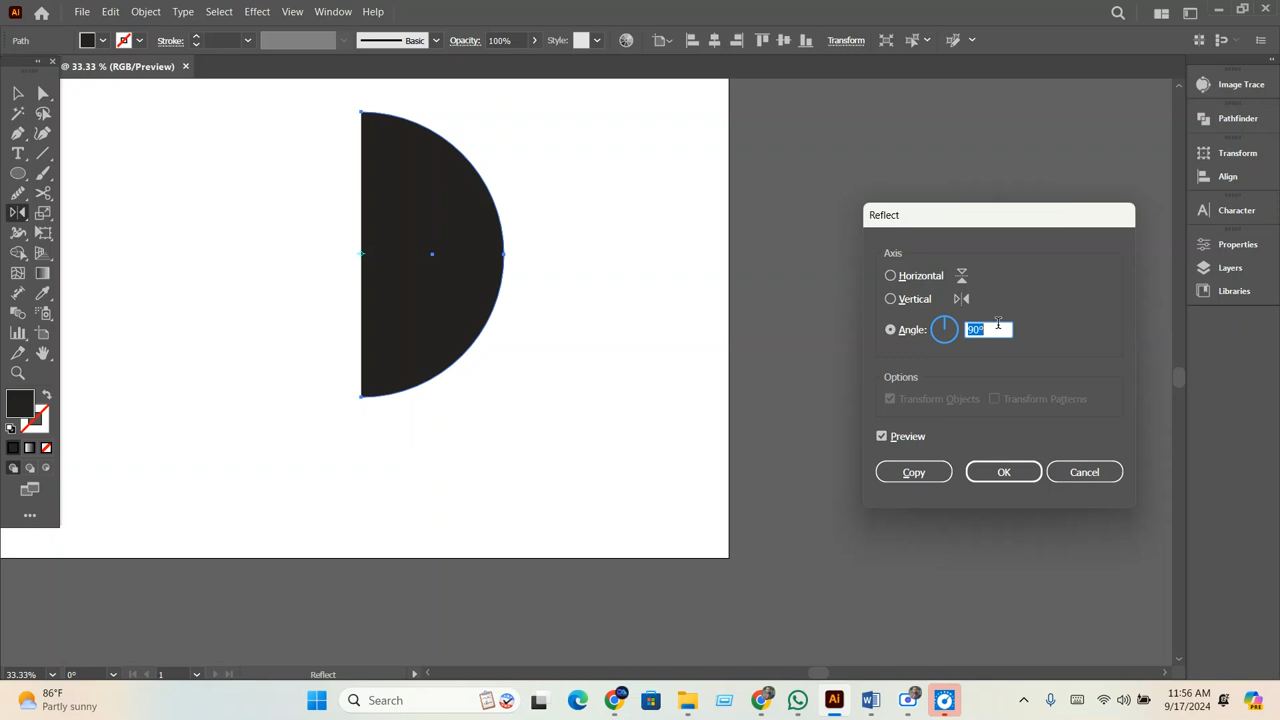 Ai File Edit Object Type Select Effect View Window Help
Path Stroke: Basic Opacity: 100% Style: Transform
@ 33.33 % (RGB/Preview) ×
Image Trace
Pathfinder
Transform
Align
Character
Properties
Layers
Libraries
Reflect
Axis
Horizontal
Vertical
Angle: 90°
Options
Transform Objects Transform Patterns
Preview
Copy OK Cancel
33.33% 0° 1 Reflect
86°F
Partly sunny
Search
Ai
11:56 AM
9/17/2024
PRE